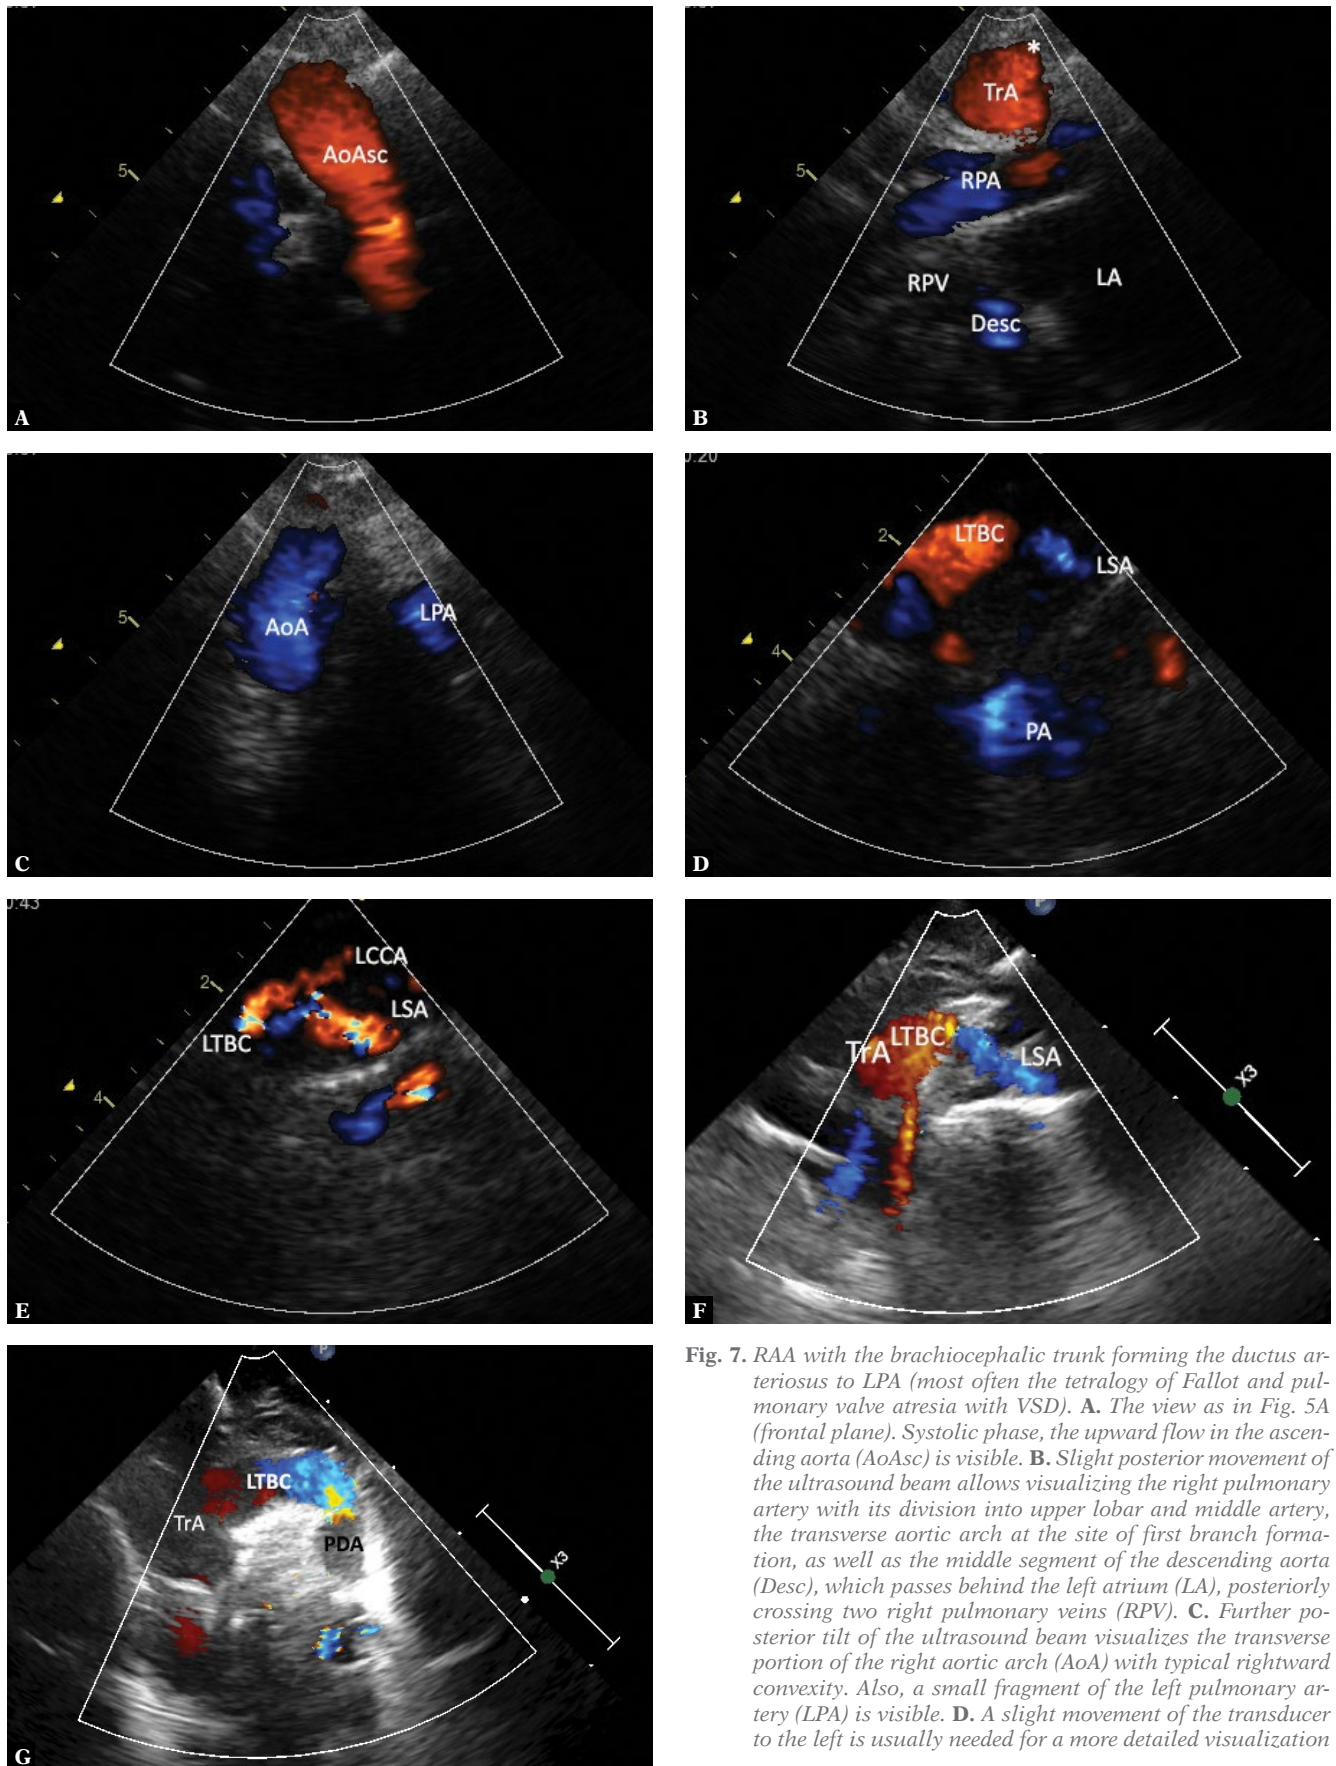 AoAsc
5
A
*
TrA
5
RPA
RPV
LA
Desc
B
5
AoA
LPA
C
0:20
LTBC
2
LSA
4
PA
D
0:43
LCCA
2
LSA
LTBC
4
E
P
LTBC
TrA
LSA
X3
F
P
LTBC
TrA
PDA
X3
G
Fig. 7. RAA with the brachiocephalic trunk forming the ductus ar-
teriosus to LPA (most often the tetralogy of Fallot and pul-
monary valve atresia with VSD). A. The view as in Fig. 5A
(frontal plane). Systolic phase, the upward flow in the ascen-
ding aorta (AoAsc) is visible. B. Slight posterior movement of
the ultrasound beam allows visualizing the right pulmonary
artery with its division into upper lobar and middle artery,
the transverse aortic arch at the site of first branch forma-
tion, as well as the middle segment of the descending aorta
(Desc), which passes behind the left atrium (LA), posteriorly
crossing two right pulmonary veins (RPV). C. Further po-
sterior tilt of the ultrasound beam visualizes the transverse
portion of the right aortic arch (AoA) with typical rightward
convexity. Also, a small fragment of the left pulmonary ar-
tery (LPA) is visible. D. A slight movement of the transducer
to the left is usually needed for a more detailed visualization